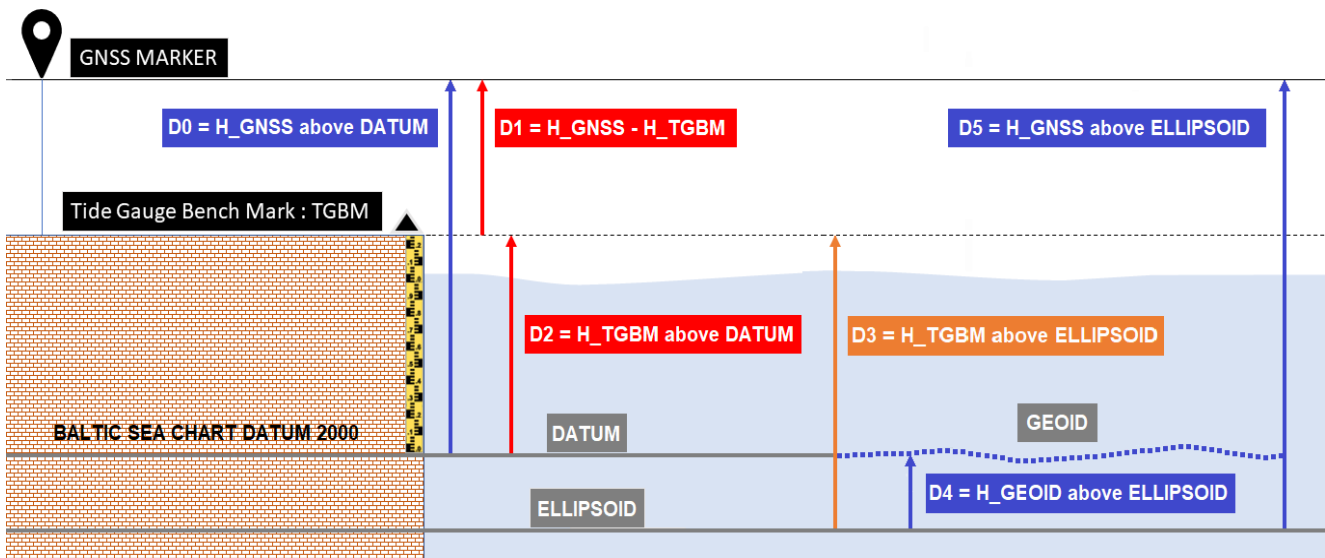 GNSS MARKER
D0 = H_GNSS above DATUM
D1 = H_GNSS - H_TGBM
D5 = H_GNSS above ELLIPSOID
Tide Gauge Bench Mark : TGBM
D2 = H_TGBM above DATUM
D3 = H_TGBM above ELLIPSOID
BALTIC SEA CHART DATUM 2000
DATUM
GEOID
ELLIPSOID
D4 = H_GEOID above ELLIPSOID